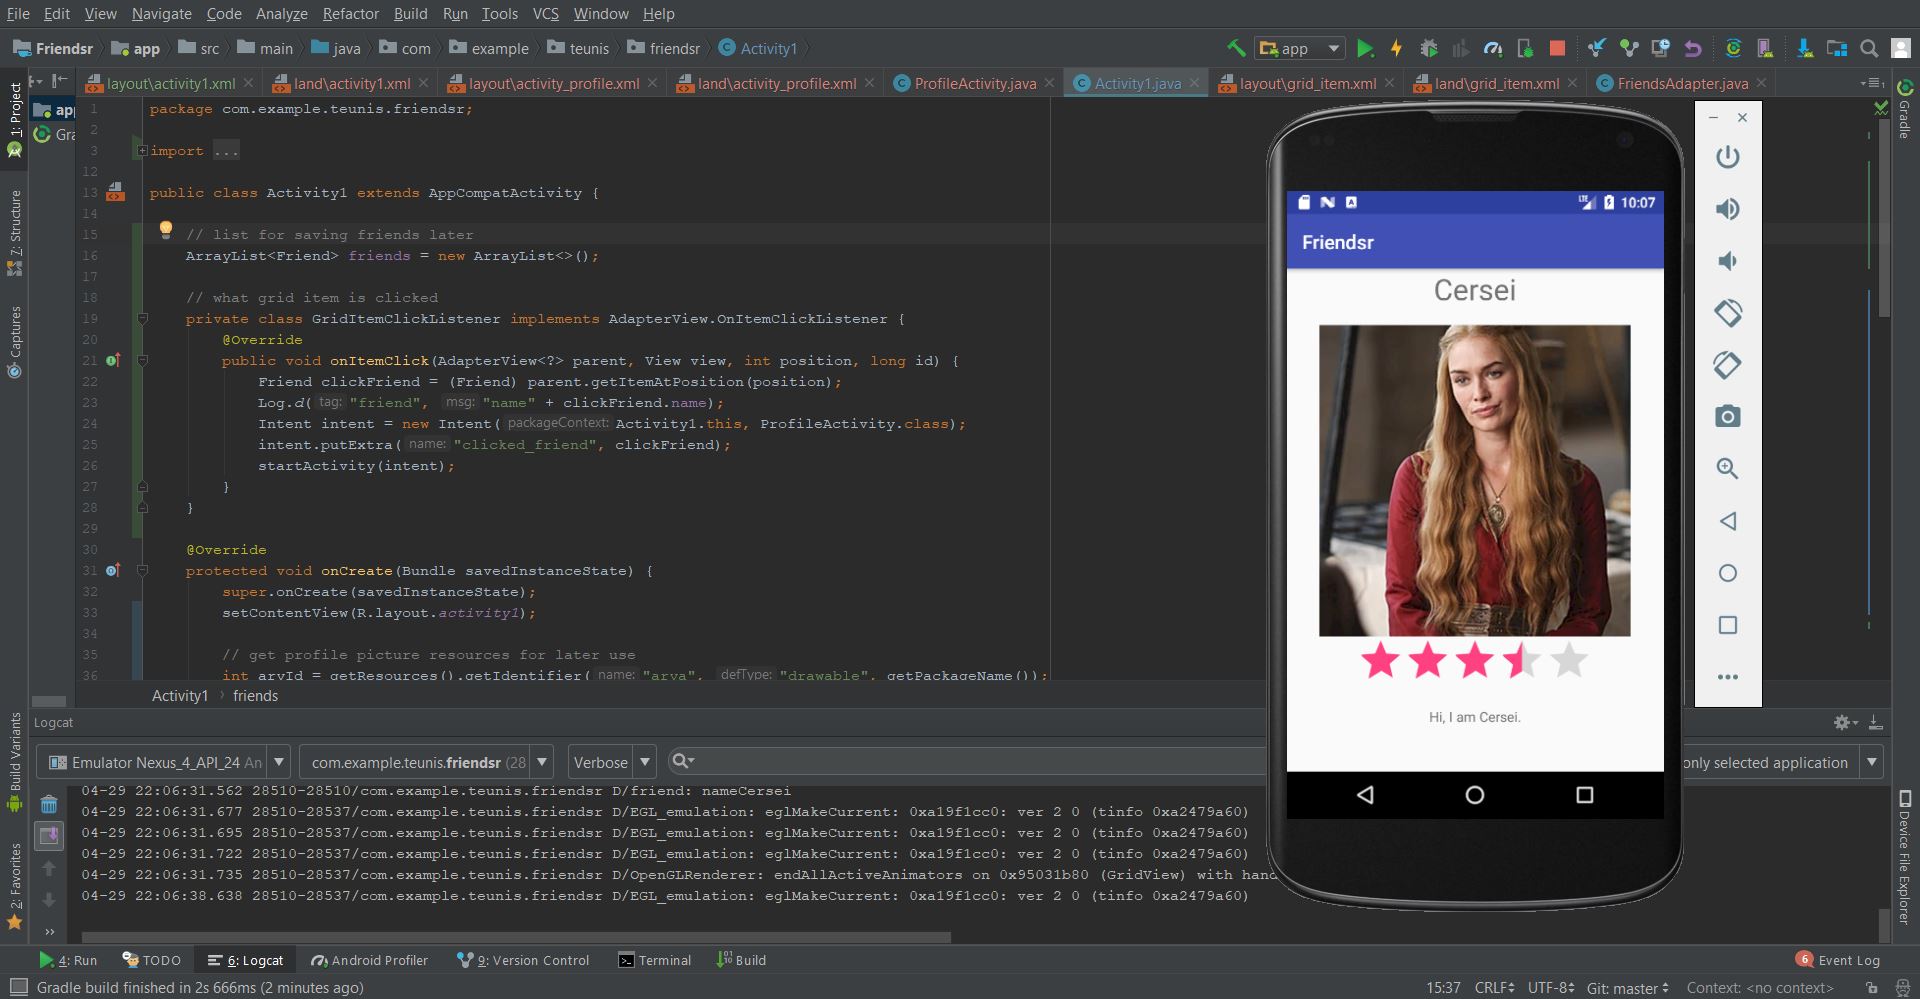 File Edit View Navigate Code Analyze Refactor Build Run Tools VCS Window Help
Friendsr app src main java com example teunis friendsr Activity1
app
layout\activity1.xml land\activity1.xml layout\activity_profile.xml land\activity_profile.xml ProfileActivity.java Activity1.java layout\grid_item.xml land\grid_item.xml FriendsAdapter.java
1: Project
7: Structure
Captures
Build Variants
2: Favorites
app
Gra
1 package com.example.teunis.friendsr;
2
3 import ...
12
13 public class Activity1 extends AppCompatActivity {
14
15 // list for saving friends later
16 ArrayList<Friend> friends = new ArrayList<>();
17
18 // what grid item is clicked
19 private class GridItemClickListener implements AdapterView.OnItemClickListener {
20 @Override
21 public void onItemClick(AdapterView<?> parent, View view, int position, long id) {
22 Friend clickFriend = (Friend) parent.getItemAtPosition(position);
23 Log.d( tag: "friend", msg: "name" + clickFriend.name);
24 Intent intent = new Intent( packageContext: Activity1.this, ProfileActivity.class);
25 intent.putExtra( name: "clicked_friend", clickFriend);
26 startActivity(intent);
27 }
28 }
29
30 @Override
31 protected void onCreate(Bundle savedInstanceState) {
32 super.onCreate(savedInstanceState);
33 setContentView(R.layout.activity1);
34
35 // get profile picture resources for later use
36 int aryId = getResources().getIdentifier( name: "arya", defType: "drawable", getPackageName());
Activity1 friends
LTE 10:07
Friendsr
Cersei
Hi, I am Cersei.
Gradle
Device File Explorer
Logcat
Emulator Nexus_4_API_24 An com.example.teunis.friendsr (28 Verbose only selected application
04-29 22:06:31.562 28510-28510/com.example.teunis.friendsr D/friend: nameCersei
04-29 22:06:31.677 28510-28537/com.example.teunis.friendsr D/EGL_emulation: eglMakeCurrent: 0xa19f1cc0: ver 2 0 (tinfo 0xa2479a60)
04-29 22:06:31.695 28510-28537/com.example.teunis.friendsr D/EGL_emulation: eglMakeCurrent: 0xa19f1cc0: ver 2 0 (tinfo 0xa2479a60)
04-29 22:06:31.722 28510-28537/com.example.teunis.friendsr D/EGL_emulation: eglMakeCurrent: 0xa19f1cc0: ver 2 0 (tinfo 0xa2479a60)
04-29 22:06:31.735 28510-28537/com.example.teunis.friendsr D/OpenGLRenderer: endAllActiveAnimators on 0x95031b80 (GridView) with hand
04-29 22:06:38.638 28510-28537/com.example.teunis.friendsr D/EGL_emulation: eglMakeCurrent: 0xa19f1cc0: ver 2 0 (tinfo 0xa2479a60)
4: Run TODO 6: Logcat Android Profiler 9: Version Control Terminal Build 6 Event Log
Gradle build finished in 2s 666ms (2 minutes ago) 15:37 CRLF UTF-8 Git: master Context: <no context>